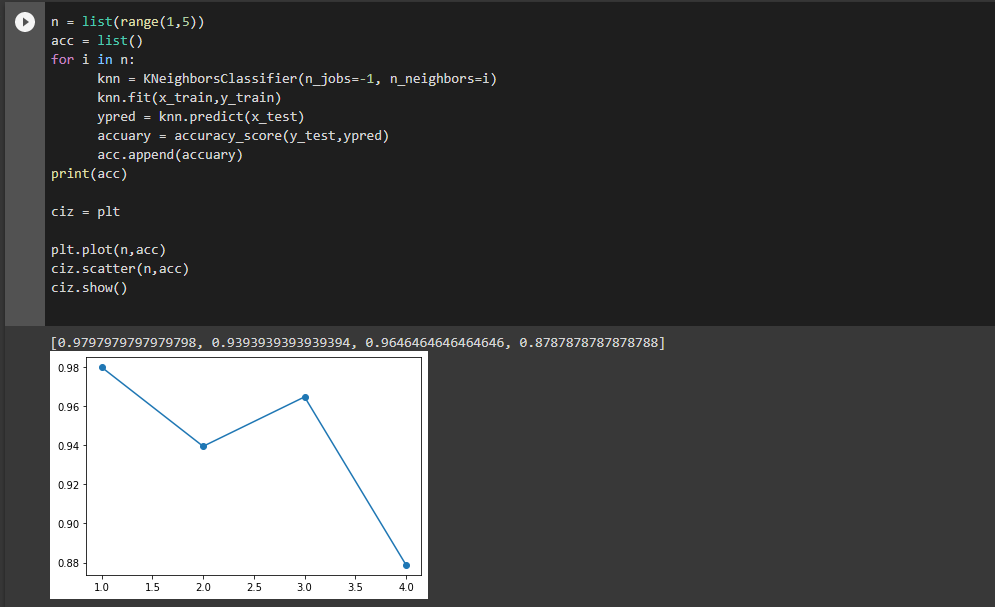 n = list(range(1,5))
acc = list()
for i in n:
      knn = KNeighborsClassifier(n_jobs=-1, n_neighbors=i)
      knn.fit(x_train,y_train)
      ypred = knn.predict(x_test)
      accuary = accuracy_score(y_test,ypred)
      acc.append(accuary)
print(acc)

ciz = plt

plt.plot(n,acc)
ciz.scatter(n,acc)
ciz.show()

[0.9797979797979798, 0.9393939393939394, 0.9646464646464646, 0.8787878787878788]
0.98
0.96
0.94
0.92
0.90
0.88
1.0 1.5 2.0 2.5 3.0 3.5 4.0